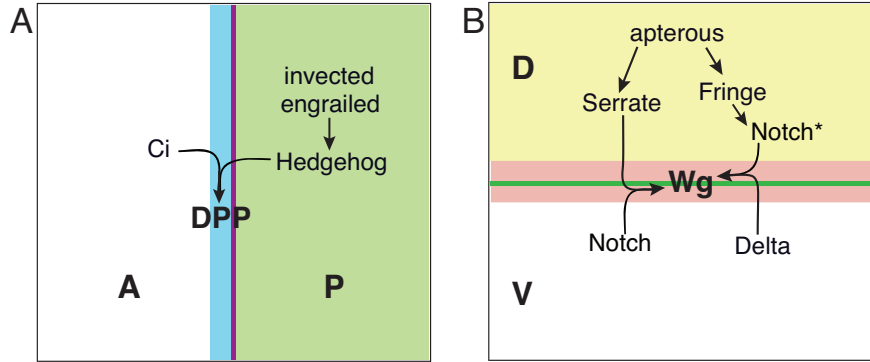 A
invected
engrailed
Ci
Hedgehog
DPP
A
P
B
apterous
D
Serrate
Fringe
Notch*
Wg
Notch
Delta
V